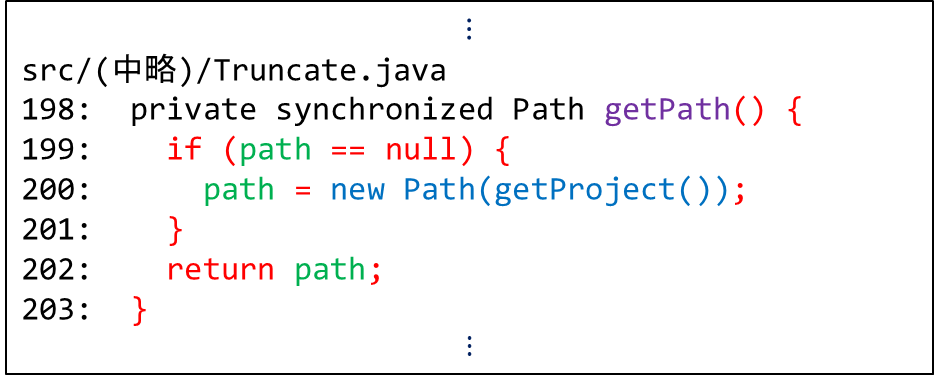 ⋮
src/(中略)/Truncate.java
198:  private synchronized Path getPath() {
199:    if (path == null) {
200:      path = new Path(getProject());
201:    }
202:    return path;
203:  }
⋮